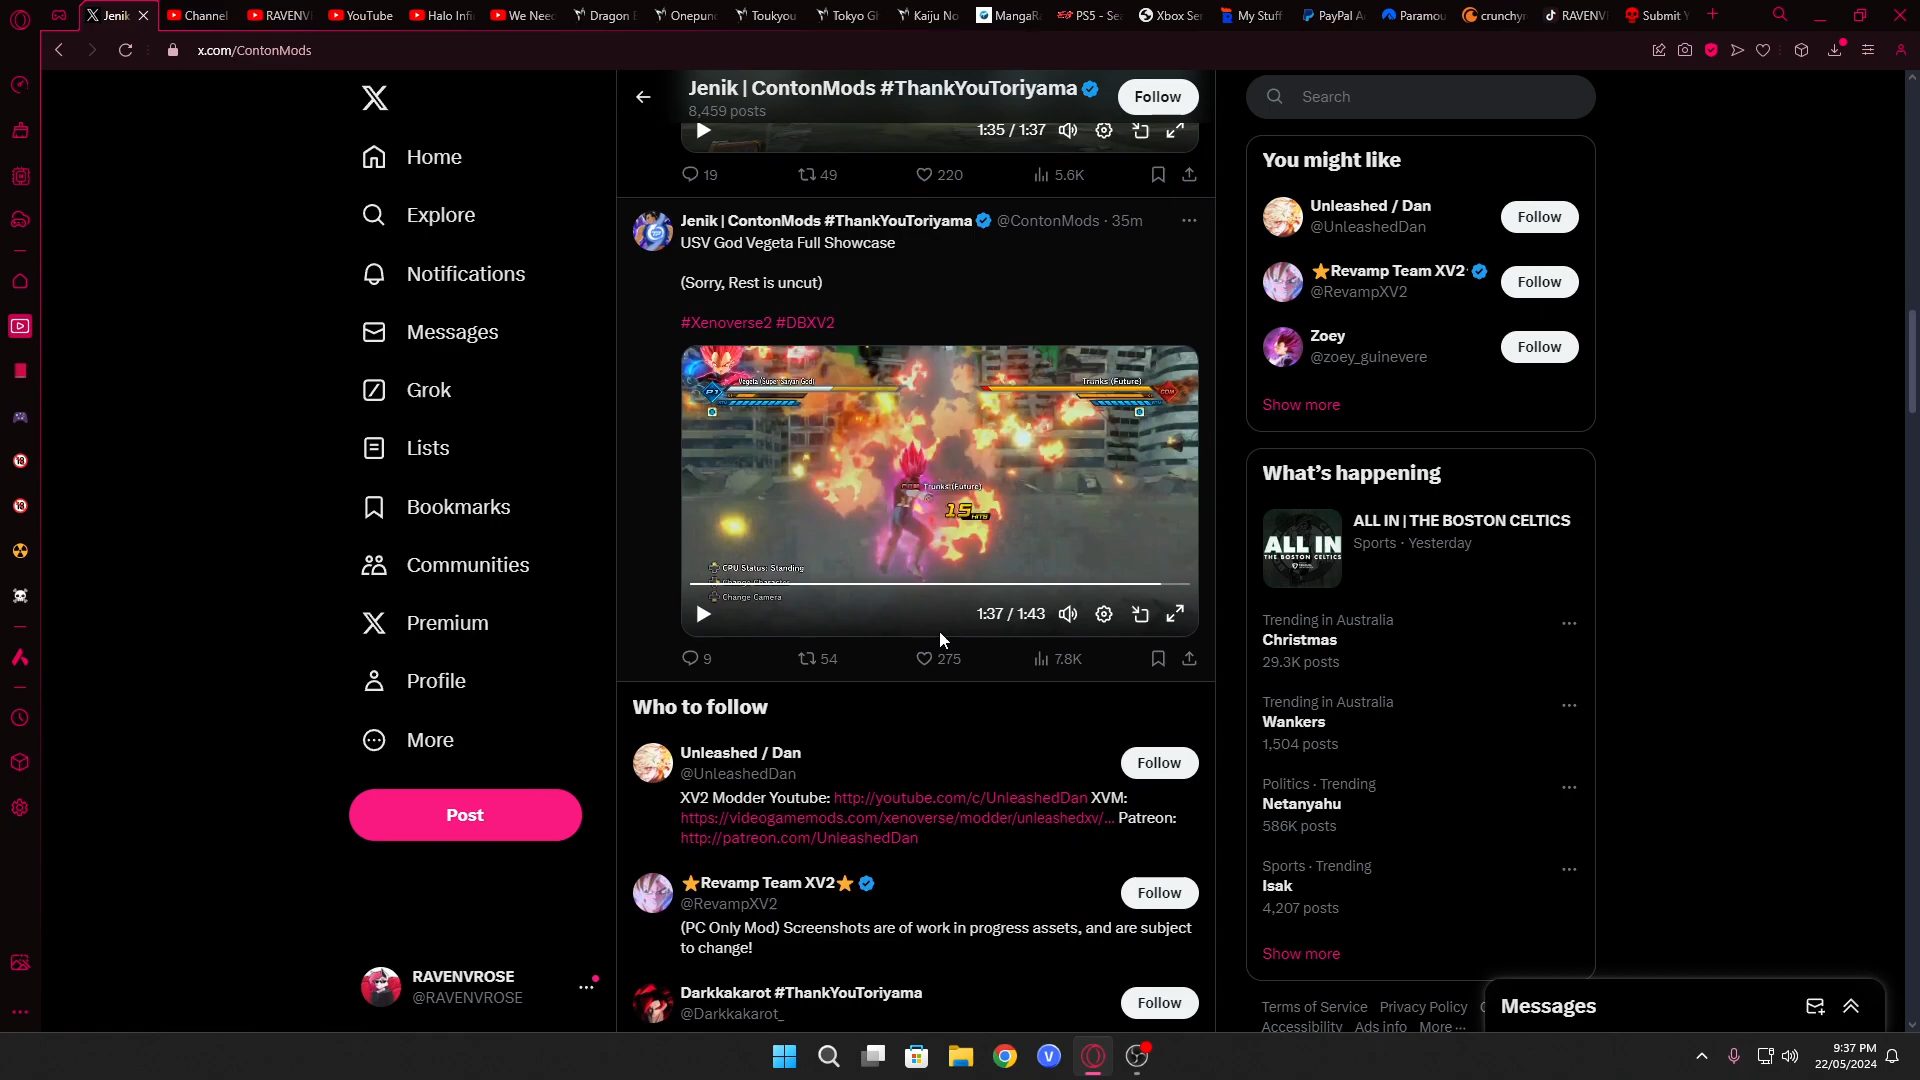 Jenik
Channel
RAVENV
YouTube
Halo Infi
We Need
Dragon
Onepunc
Toukyou
Tokyo G
Kaiju No
MangaR
PS5 - Se
Xbox Ser
My Stuff
PayPal A
Paramou
crunchyr
RAVENV
Submit Y
x.com/ContonMods
Home
Explore
Notifications
Messages
Grok
Lists
Bookmarks
Communities
Premium
Profile
More
Post
RAVENVROSE
@RAVENVROSE
Jenik | ContonMods #ThankYouToriyama
8,459 posts
Follow
1:35 / 1:37
19
49
220
5.6K
Jenik | ContonMods #ThankYouToriyama @ContonMods · 35m
USV God Vegeta Full Showcase
(Sorry, Rest is uncut)
#Xenoverse2 #DBXV2
Vegeta (Super Saiyan God)
Trunks (Future)
P1
COM
Trunks (Future)
15 HITS
CPU Status: Standing
Change Character
Change Camera
1:37 / 1:43
9
54
275
7.8K
Who to follow
Unleashed / Dan
@UnleashedDan
Follow
XV2 Modder Youtube: http://youtube.com/c/UnleashedDan XVM:
https://videogamemods.com/xenoverse/modder/unleashedxv/... Patreon:
http://patreon.com/UnleashedDan
⭐Revamp Team XV2⭐
@RevampXV2
Follow
(PC Only Mod) Screenshots are of work in progress assets, and are subject
to change!
Darkkakarot #ThankYouToriyama
@Darkkakarot_
Follow
Search
You might like
Unleashed / Dan
@UnleashedDan
Follow
⭐Revamp Team XV2
@RevampXV2
Follow
Zoey
@zoey_guinevere
Follow
Show more
What's happening
ALL IN
THE BOSTON CELTICS
ALL IN | THE BOSTON CELTICS
Sports · Yesterday
Trending in Australia
Christmas
29.3K posts
Trending in Australia
Wankers
1,504 posts
Politics · Trending
Netanyahu
586K posts
Sports · Trending
Isak
4,207 posts
Show more
Terms of Service Privacy Policy
Accessibility Ads info More ...
Messages
9:37 PM
22/05/2024